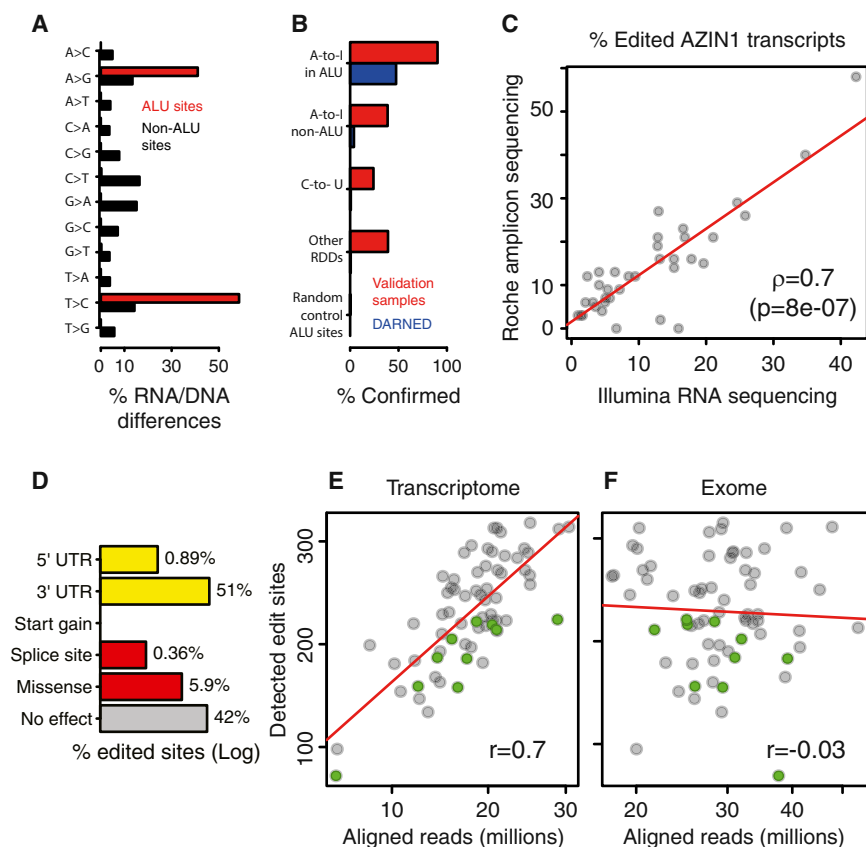 A
A>C
A>G
A>T
C>A
C>G
C>T
G>A
G>C
G>T
T>A
T>C
T>G
ALU sites
Non-ALU
sites
0 10 30 50
% RNA/DNA
differences
B
A-to-I
in ALU
A-to-I
non-ALU
C-to- U
Other
RDDs
Random
control
ALU sites
Validation
samples
DARNED
0 50 100
% Confirmed
C
% Edited AZIN1 transcripts
Roche amplicon sequencing
50
30
10
0
ρ=0.7
(p=8e-07)
0 10 20 30 40
Illumina RNA sequencing
D
5' UTR
3' UTR
Start gain
Splice site
Missense
No effect
0.89%
51%
0.36%
5.9%
42%
% edited sites (Log)
E
Transcriptome
Detected edit sites
300
200
100
r=0.7
10 20 30
Aligned reads (millions)
F
Exome
r=-0.03
20 30 40
Aligned reads (millions)